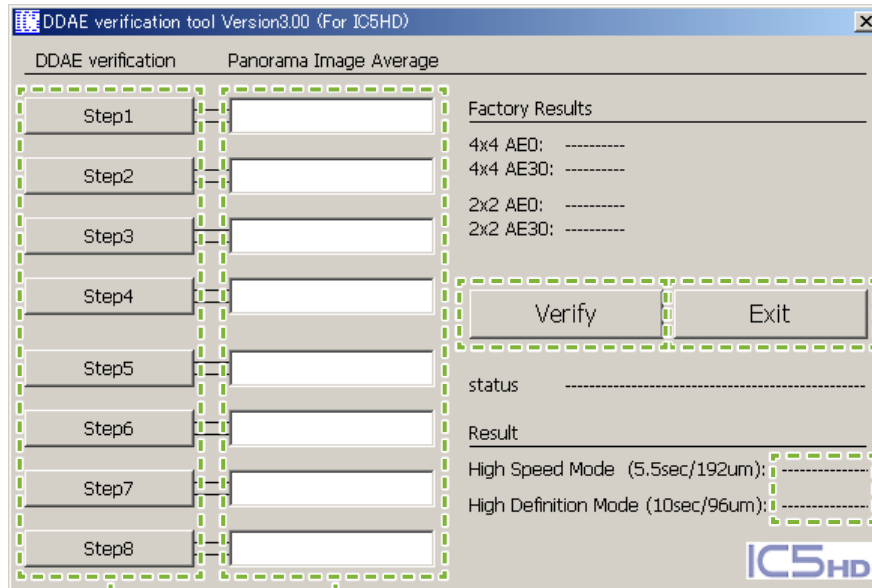 DDAE verification tool Version3.00 (For IC5HD)
DDAE verification Panorama Image Average
Step1
Step2
Step3
Step4
Step5
Step6
Step7
Step8
Factory Results
4x4 AE0: ----------
4x4 AE30: ----------
2x2 AE0: ----------
2x2 AE30: ----------
Verify Exit
status --------------------------------------------------
Result
High Speed Mode (5.5sec/192um): ---------------
High Definition Mode (10sec/96um): ---------------
IC5HD